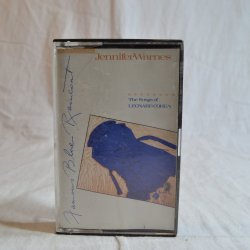 JenniferWarnes
The Songs of
LEONARD COHEN
Famous Blue Raincoat